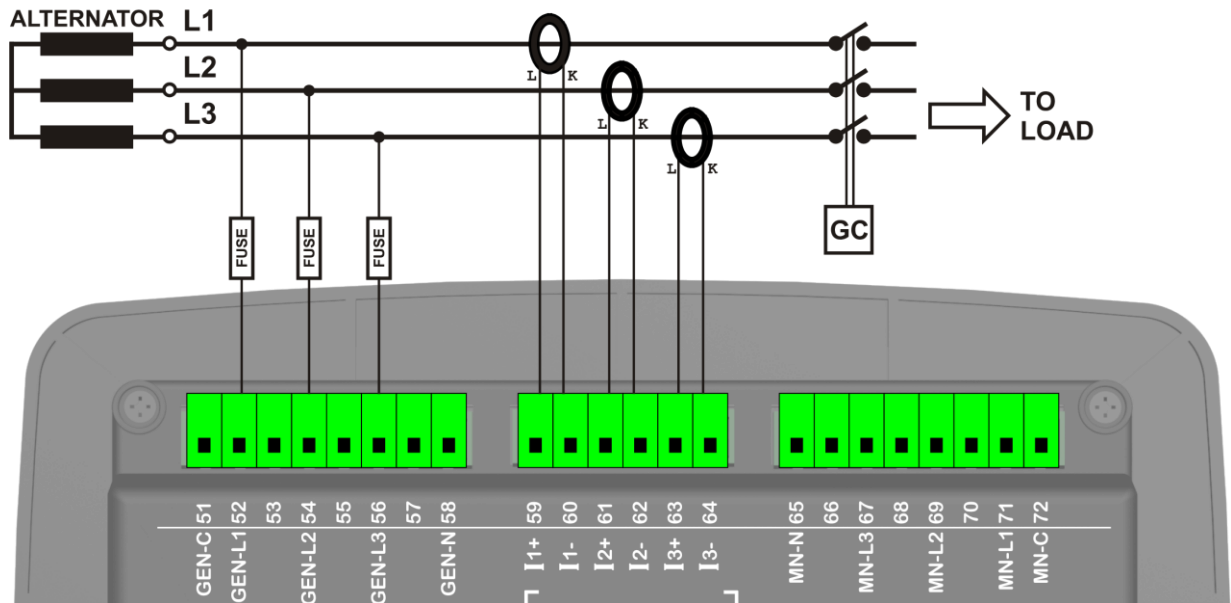 ALTERNATOR L1
L2
L3
L K
L K
L K
TO
LOAD
FUSE FUSE FUSE
GC
51 52 53 54 55 56 57 58 59 60 61 62 63 64 65 66 67 68 69 70 71 72
GEN-C GEN-L1 GEN-L2 GEN-L3 GEN-N I1+ I1- I2+ I2- I3+ I3- MN-N MN-L3 MN-L2 MN-L1 MN-C